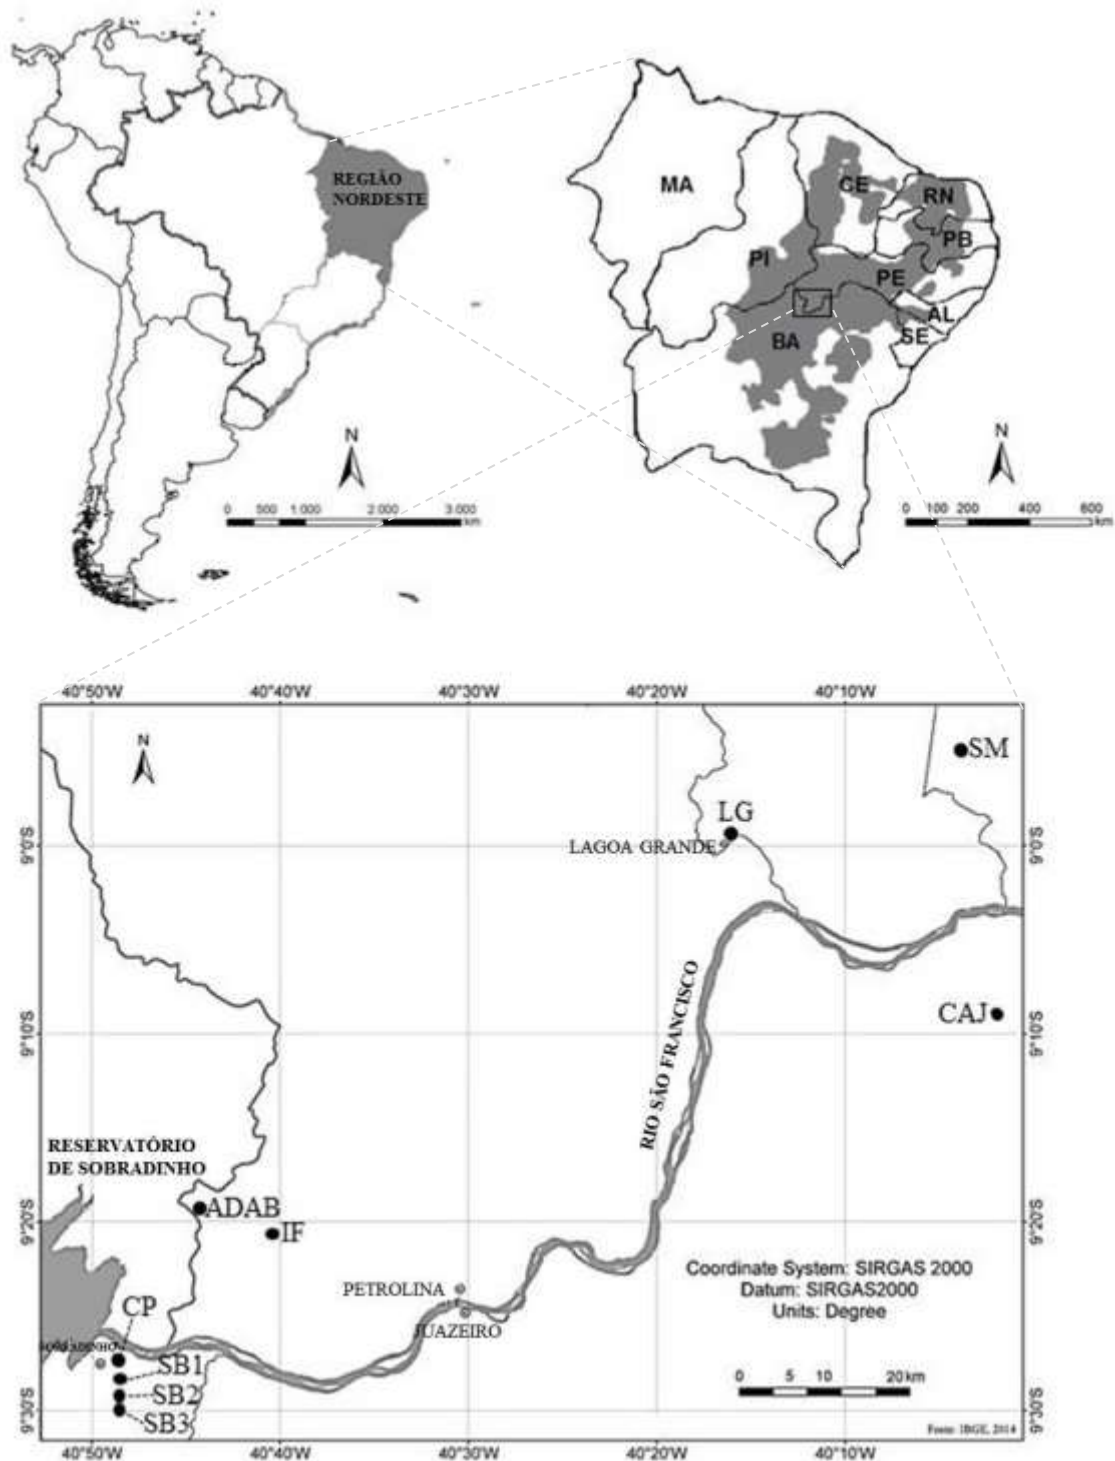 REGIÃO
NORDESTE
N
0 500 1.000 2.000 3.000
km
MA
CE
RN
PB
PI
PE
AL
SE
BA
N
0 100 200 400 600
km
40°50'W 40°40'W 40°30'W 40°20'W 40°10'W
N
SM
LG
LAGOA GRANDE
9°0'S 9°0'S
RIO SÃO FRANCISCO
CAJ
9°10'S 9°10'S
RESERVATÓRIO
DE SOBRADINHO
ADAB
9°20'S 9°20'S
IF
Coordinate System: SIRGAS 2000
Datum: SIRGAS2000
Units: Degree
PETROLINA
CP
JUAZEIRO
SOBRADINHO
SB1
0 5 10 20 km
SB2
9°30'S 9°30'S
SB3
Fonte: IBGE, 2014
40°50'W 40°40'W 40°30'W 40°20'W 40°10'W